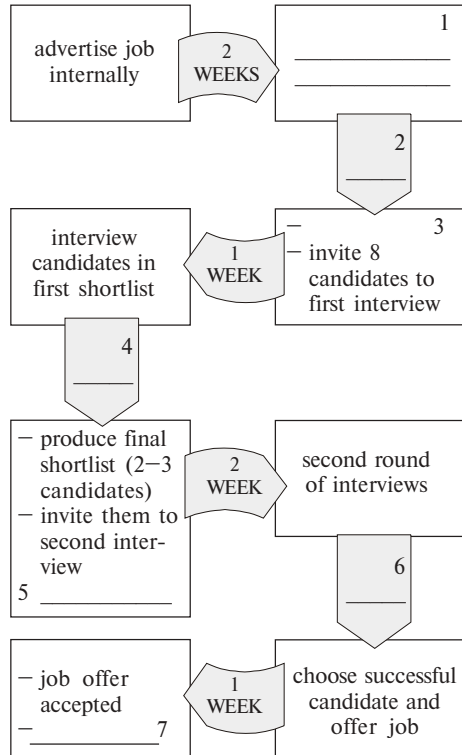 advertise job
internally
2
WEEKS
1
2
3
–
– invite 8
candidates to
first interview
1
WEEK
interview
candidates in
first shortlist
4
– produce final
shortlist (2–3
candidates)
– invite them to
second inter-
view
5
2
WEEK
second round
of interviews
6
choose successful
candidate and
offer job
1
WEEK
– job offer
accepted
– 7